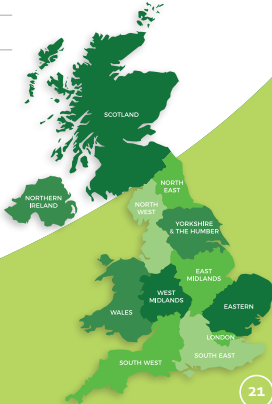 SCOTLAND
NORTHERN
IRELAND
NORTH
EAST
NORTH
WEST
YORKSHIRE
& THE HUMBER
EAST
MIDLANDS
WEST
MIDLANDS
EASTERN
WALES
LONDON
SOUTH EAST
SOUTH WEST
21